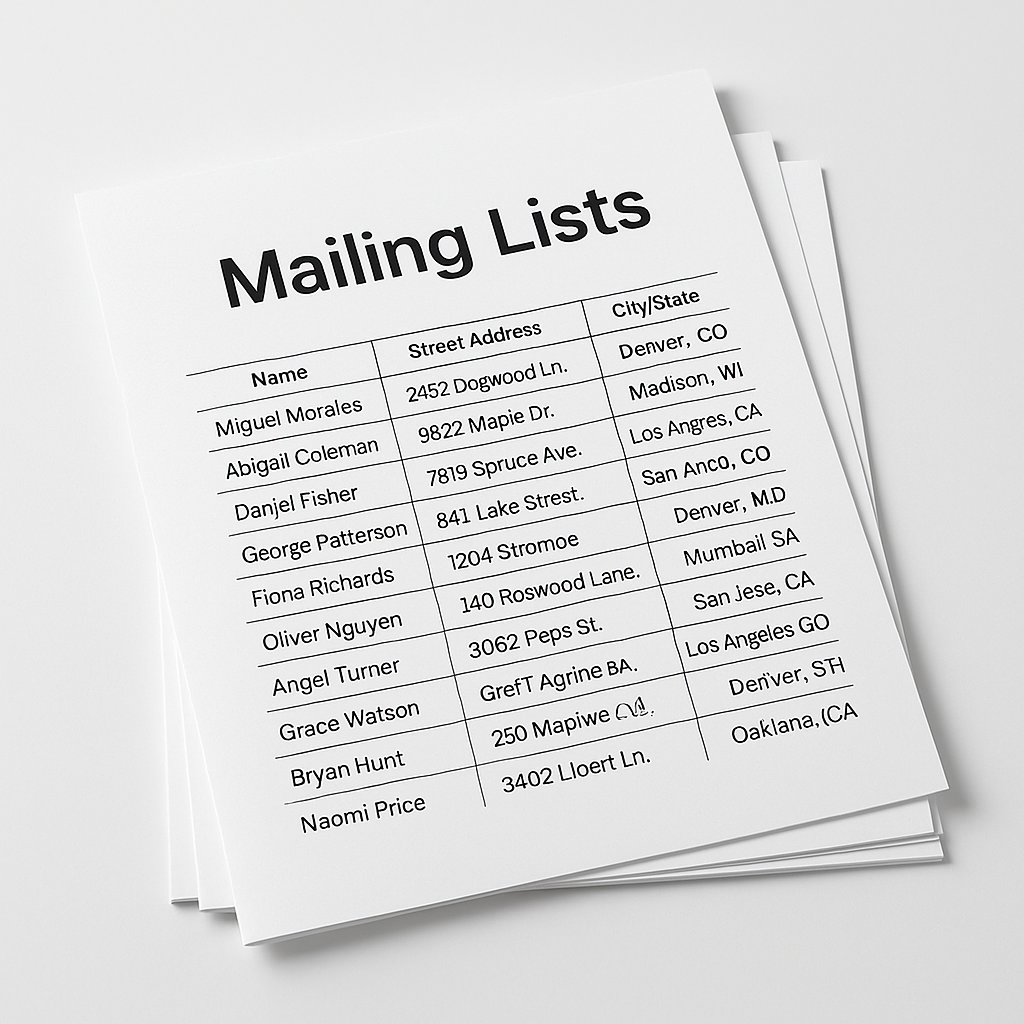 Mailing Lists
Name Street Address City/State
Miguel Morales 2452 Dogwood Ln. Denver, CO
Abigail Coleman 9822 Mapie Dr. Madison, WI
Danjel Fisher 7819 Spruce Ave. Los Angres, CA
George Patterson 841 Lake Strest. San Anco, CO
Fiona Richards 1204 Stromoe Denver, M.D
Oliver Nguyen 140 Roswood Lane. Mumbail SA
Angel Turner 3062 Peps St. San Jese, CA
Grace Watson GrefT Agrine BA. Los Angeles GO
Bryan Hunt 250 Mapiwe Denver,
Naomi Price 3402 Lloert Ln. Oaklana,(CA